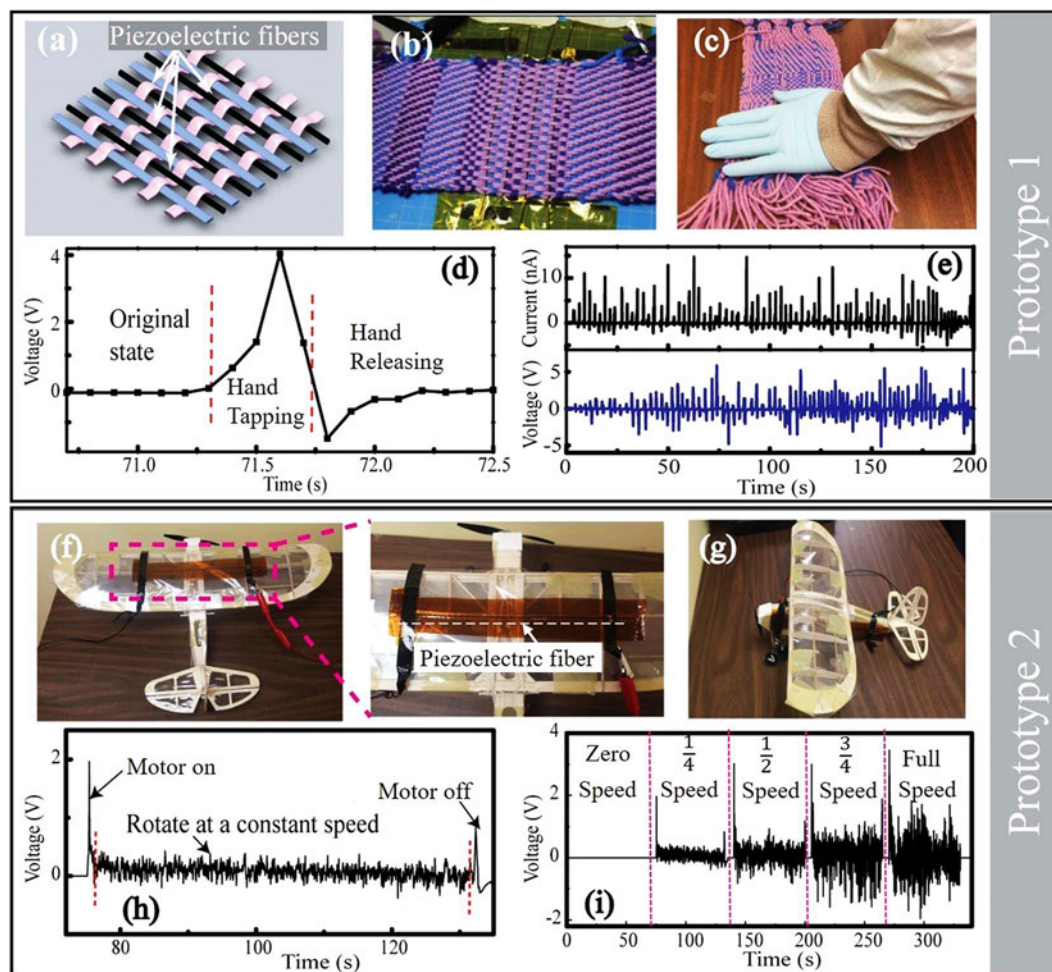 (a)
Piezoelectric fibers
(b)
(c)
Prototype 1
(d)
4
2
0
Voltage (V)
Original
state
Hand
Tapping
Hand
Releasing
71.0
71.5
72.0
72.5
Time (s)
(e)
10
0
Current (nA)
5
0
-5
Voltage (V)
0
50
100
150
200
Time (s)
Prototype 2
(f)
Piezoelectric fiber
(g)
2
0
Voltage (V)
Motor on
Motor off
Rotate at a constant speed
(h)
80
100
120
Time (s)
4
2
0
-2
Voltage (V)
Zero
Speed
1/4
Speed
1/2
Speed
3/4
Speed
Full
Speed
(i)
0
50
100
150
200
250
300
Time (s)